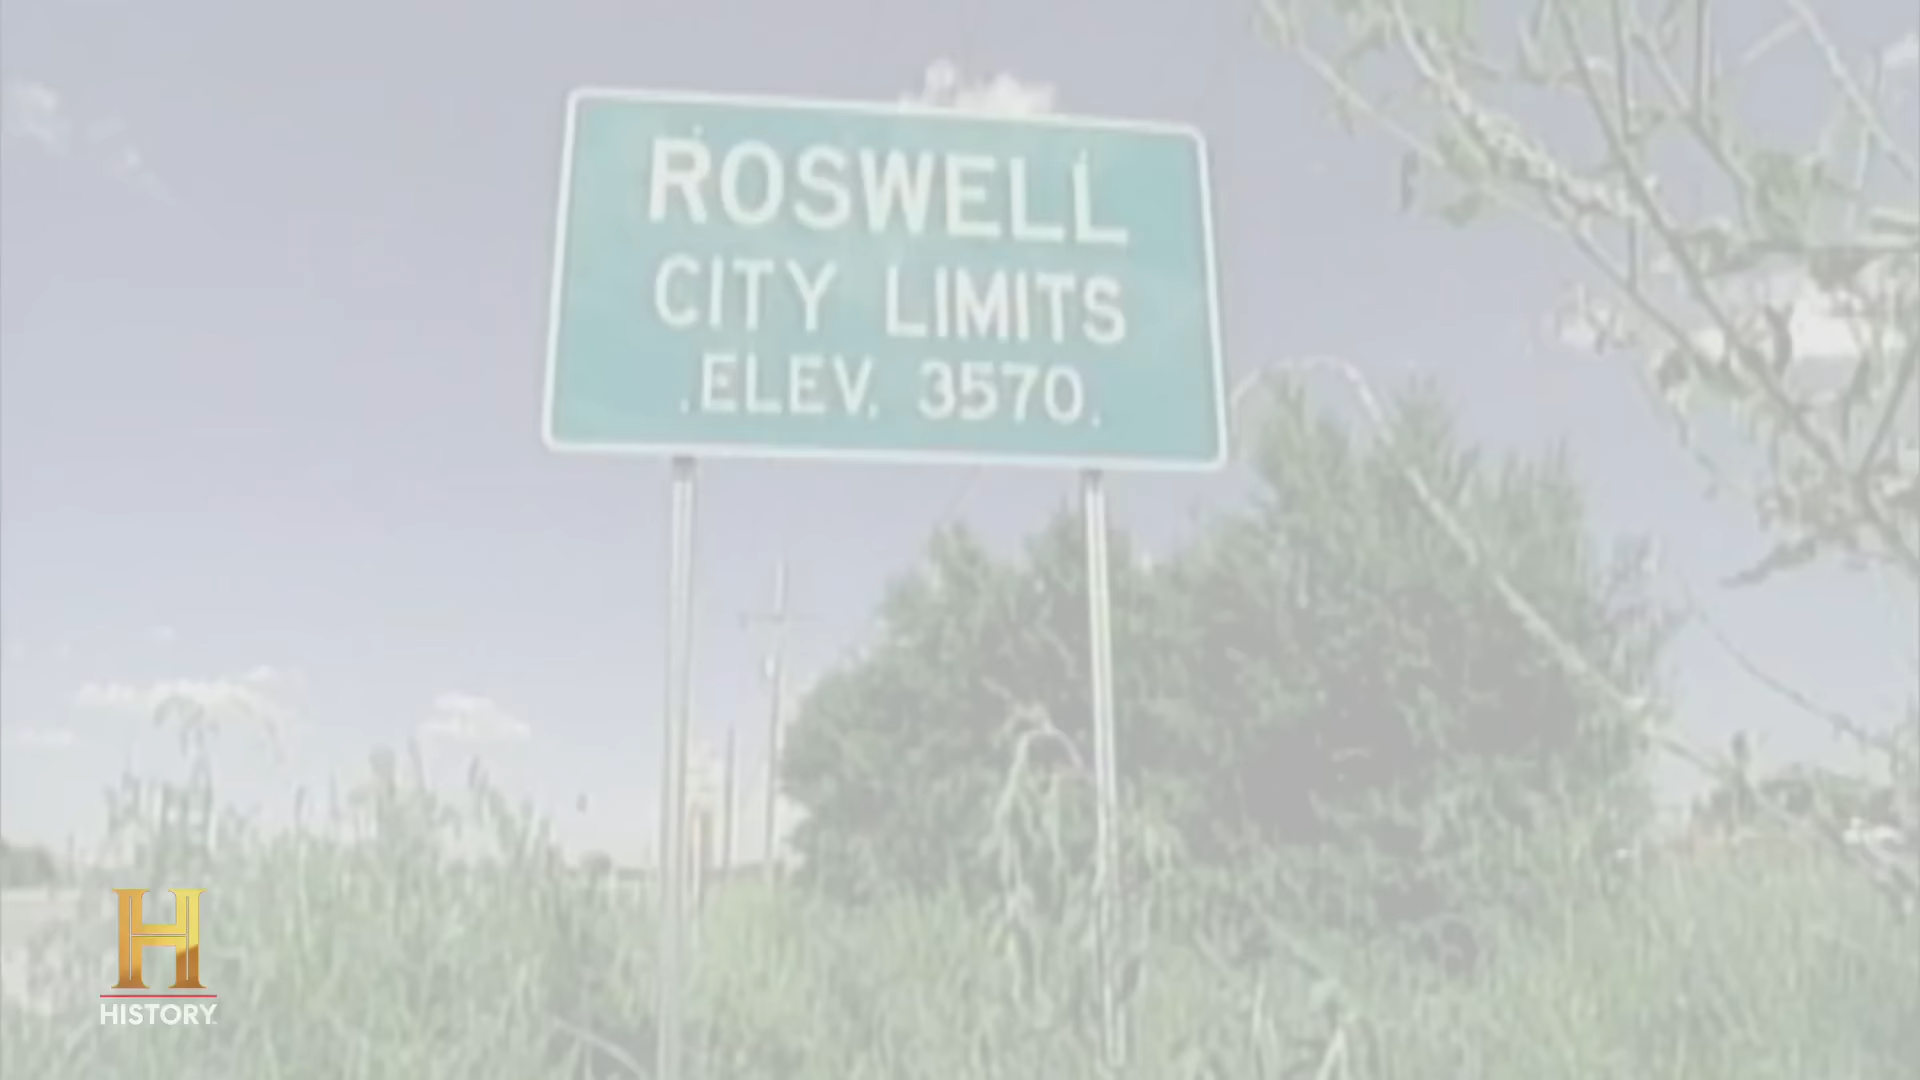 ROSWELL
CITY LIMITS
ELEV. 3570
H
HISTORY